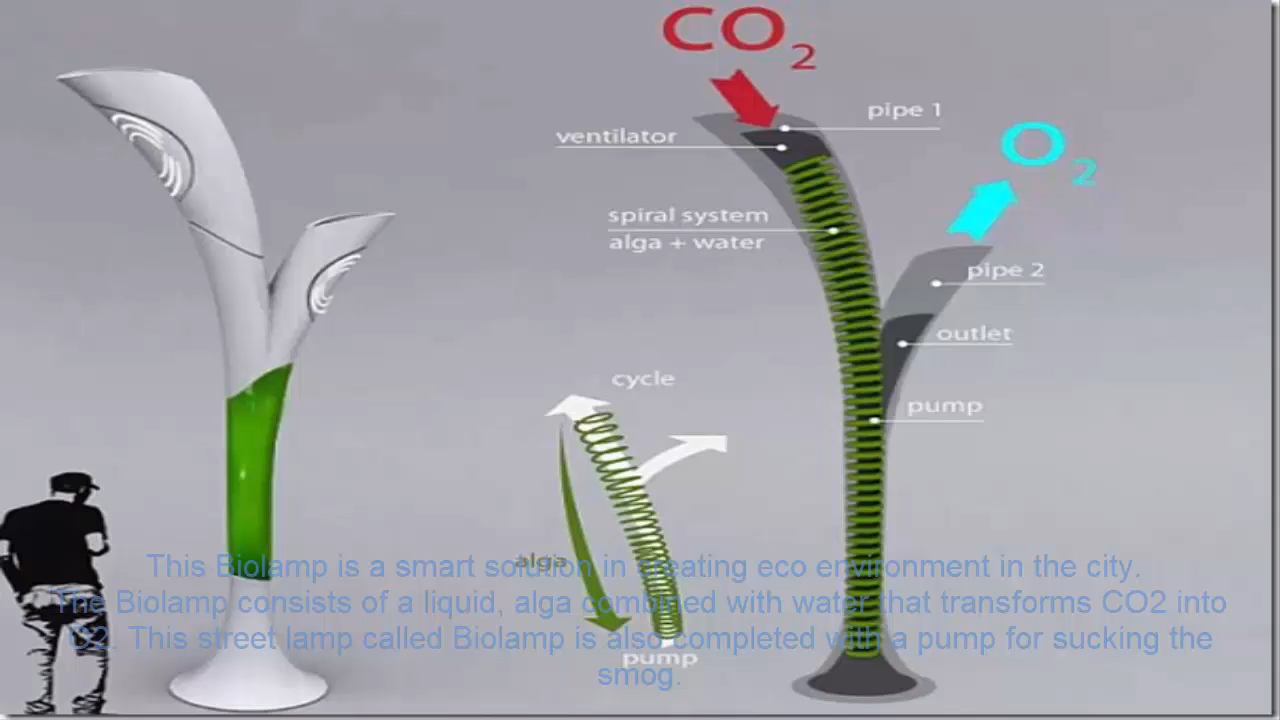 CO2
pipe 1
ventilator
O2
spiral system
alga + water
pipe 2
outlet
cycle
pump
alga
This Biolamp is a smart solution in creating eco environment in the city.
The Biolamp consists of a liquid, alga combined with water that transforms CO2 into
O2. This street lamp called Biolamp is also completed with a pump for sucking the
pump
smog.